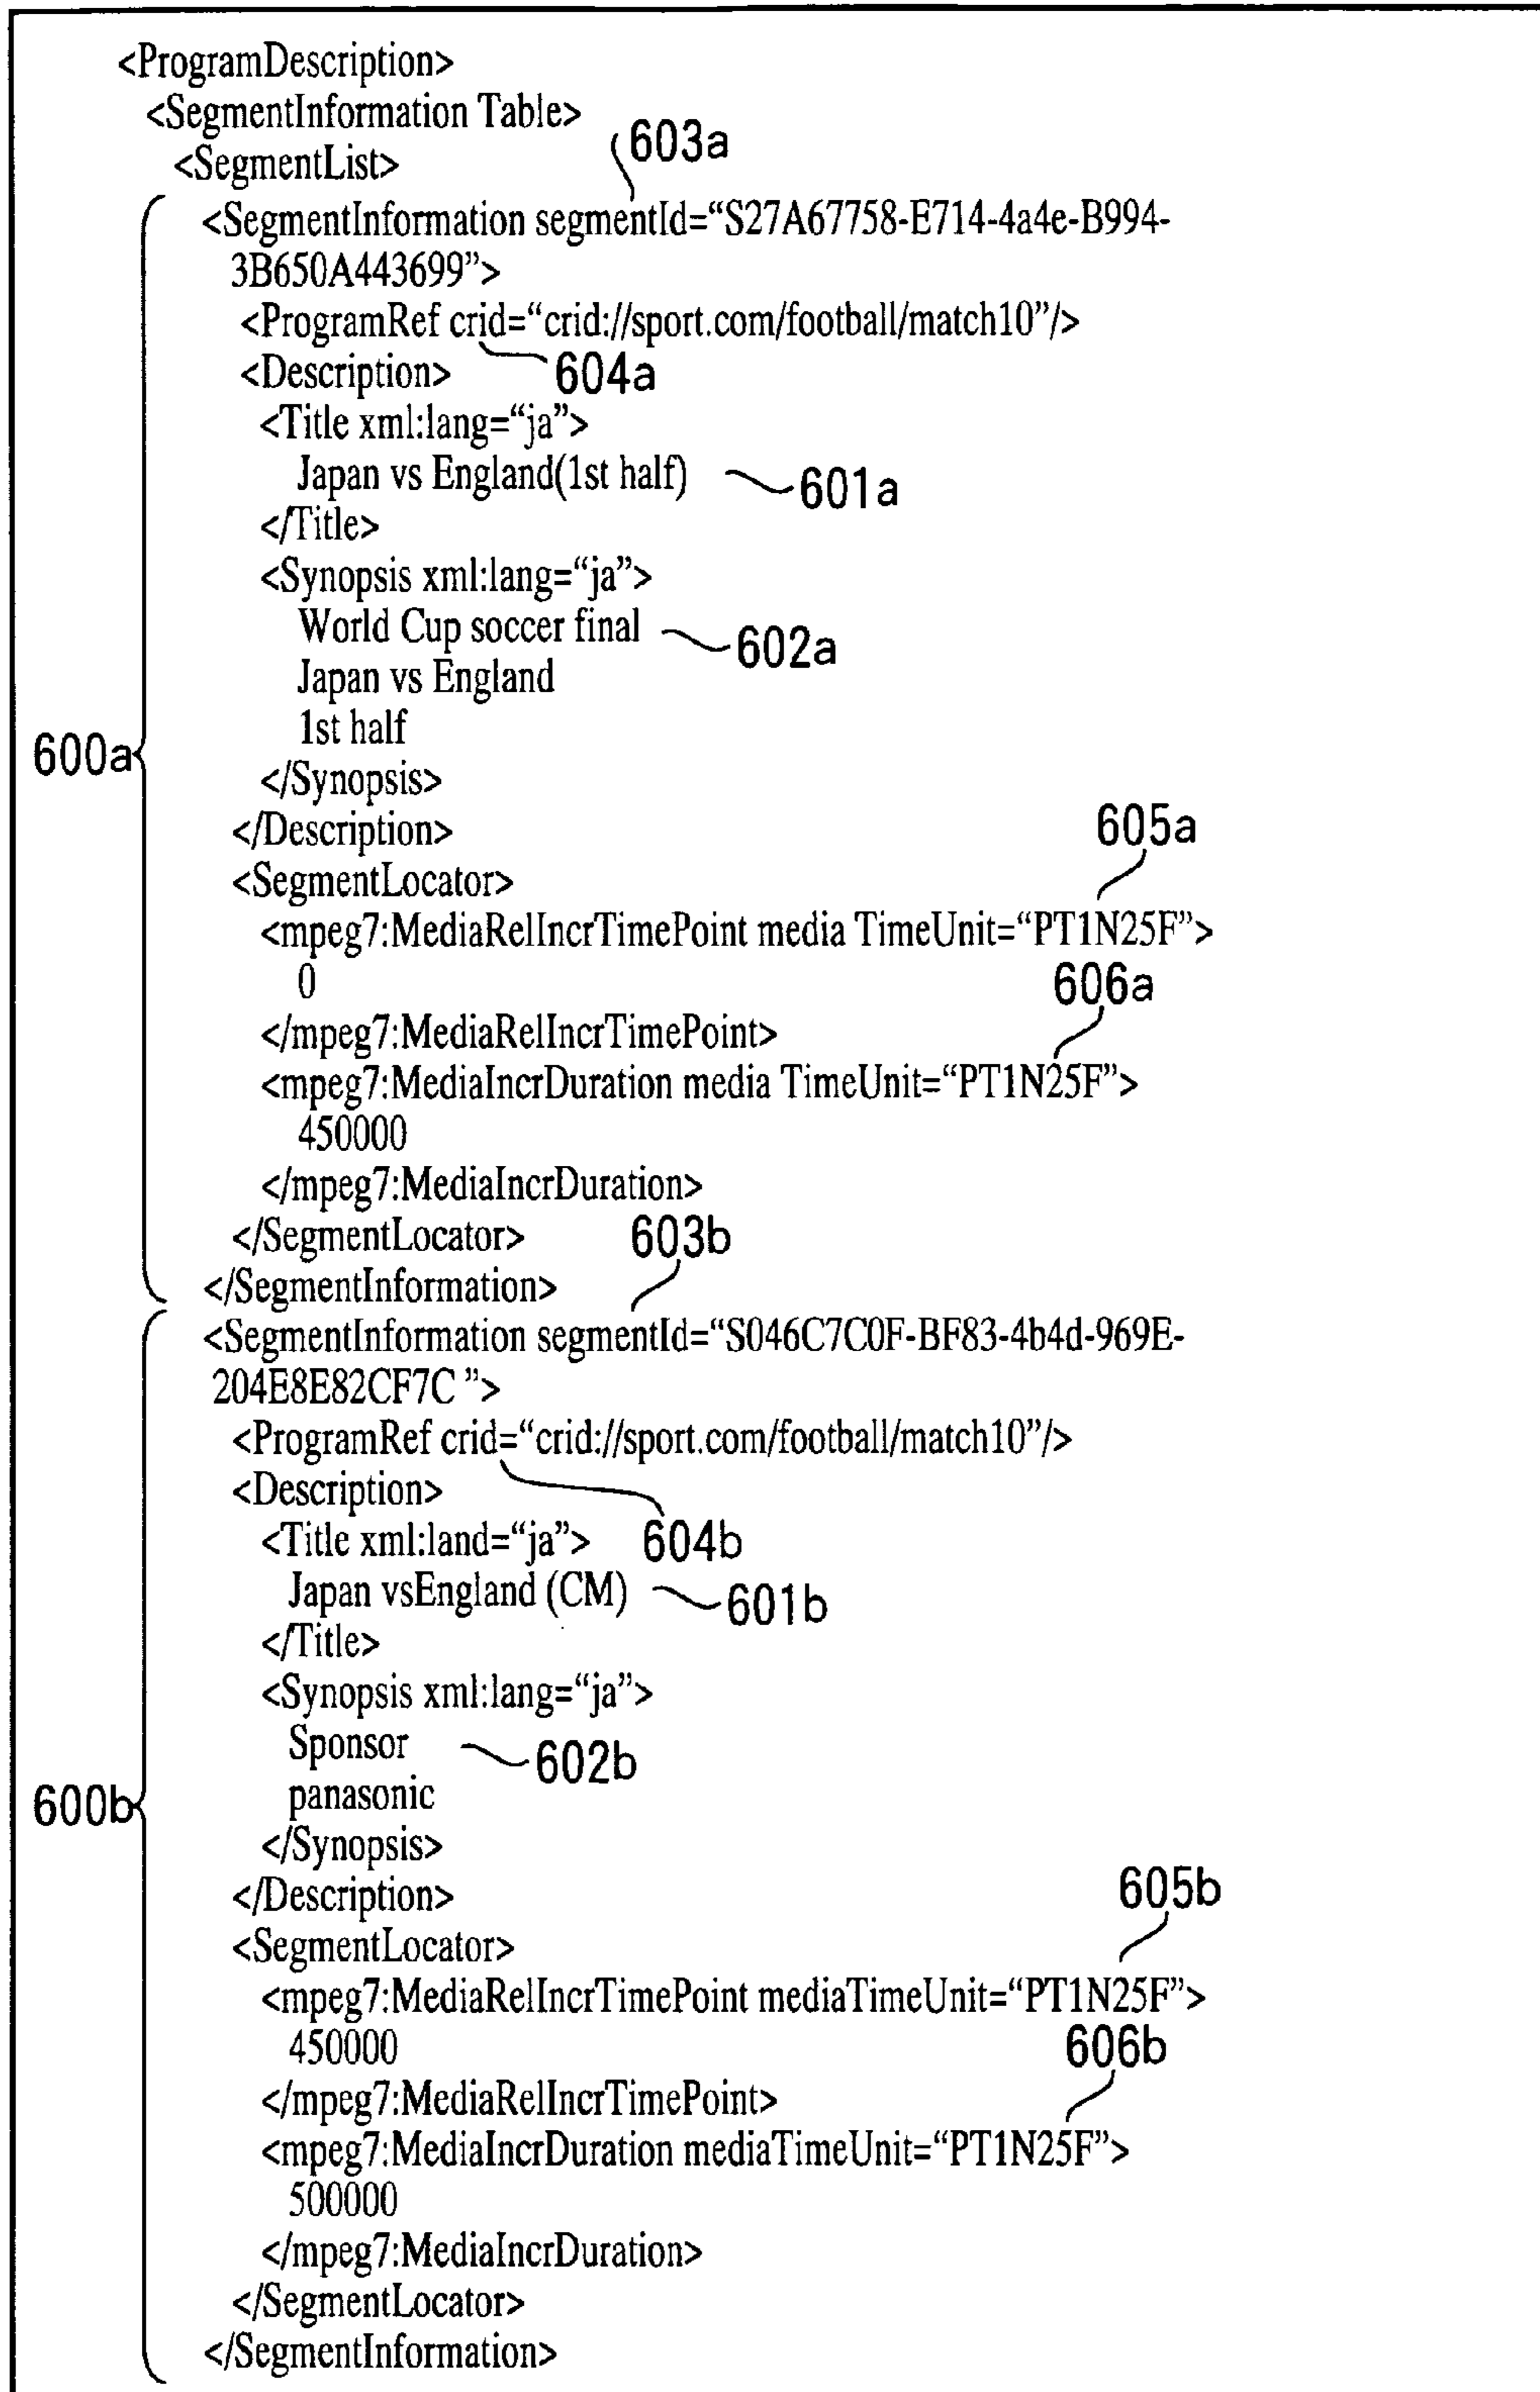 <ProgramDescription>
<SegmentInformation Table>
<SegmentList>
603a
<SegmentInformation segmentId=“S27A67758-E714-4a4e-B994-
3B650A443699”>
<ProgramRef crid=“crid://sport.com/football/match10”/>
<Description>
604a
<Title xml:lang=“ja”>
Japan vs England(1st half)
601a
</Title>
<Synopsis xml:lang=“ja”>
World Cup soccer final
602a
Japan vs England
1st half
600a
</Synopsis>
</Description>
605a
<SegmentLocator>
<mpeg7:MediaRelIncrTimePoint media TimeUnit=“PT1N25F”>
0
606a
</mpeg7:MediaRelIncrTimePoint>
<mpeg7:MediaIncrDuration media TimeUnit=“PT1N25F”>
450000
</mpeg7:MediaIncrDuration>
</SegmentLocator>
603b
</SegmentInformation>
<SegmentInformation segmentId=“S046C7C0F-BF83-4b4d-969E-
204E8E82CF7C ”>
<ProgramRef crid=“crid://sport.com/football/match10”/>
<Description>
<Title xml:land=“ja”>
604b
Japan vsEngland (CM)
601b
</Title>
<Synopsis xml:lang=“ja”>
Sponsor
602b
panasonic
600b
</Synopsis>
</Description>
605b
<SegmentLocator>
<mpeg7:MediaRelIncrTimePoint mediaTimeUnit=“PT1N25F”>
450000
606b
</mpeg7:MediaRelIncrTimePoint>
<mpeg7:MediaIncrDuration mediaTimeUnit=“PT1N25F”>
500000
</mpeg7:MediaIncrDuration>
</SegmentLocator>
</SegmentInformation>